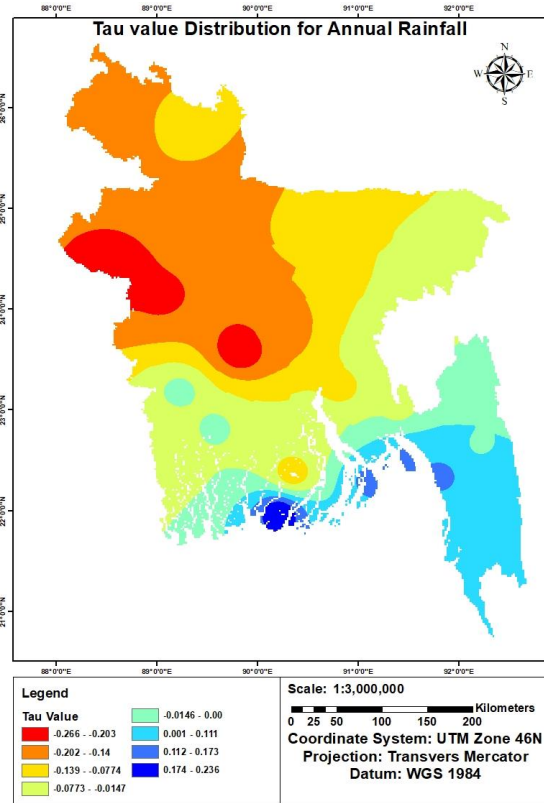 88°0'0"E 89°0'0"E 90°0'0"E 91°0'0"E 92°0'0"E
Tau value Distribution for Annual Rainfall
N
W E
S
26°0'0"N
25°0'0"N
24°0'0"N
23°0'0"N
22°0'0"N
21°0'0"N
88°0'0"E 89°0'0"E 90°0'0"E 91°0'0"E 92°0'0"E
Legend
Tau Value
-0.266 - -0.203
-0.202 - -0.14
-0.139 - -0.0774
-0.0773 - -0.0147
-0.0146 - 0.00
0.001 - 0.111
0.112 - 0.173
0.174 - 0.236
Scale: 1:3,000,000
Kilometers
0 25 50 100 150 200
Coordinate System: UTM Zone 46N
Projection: Transvers Mercator
Datum: WGS 1984